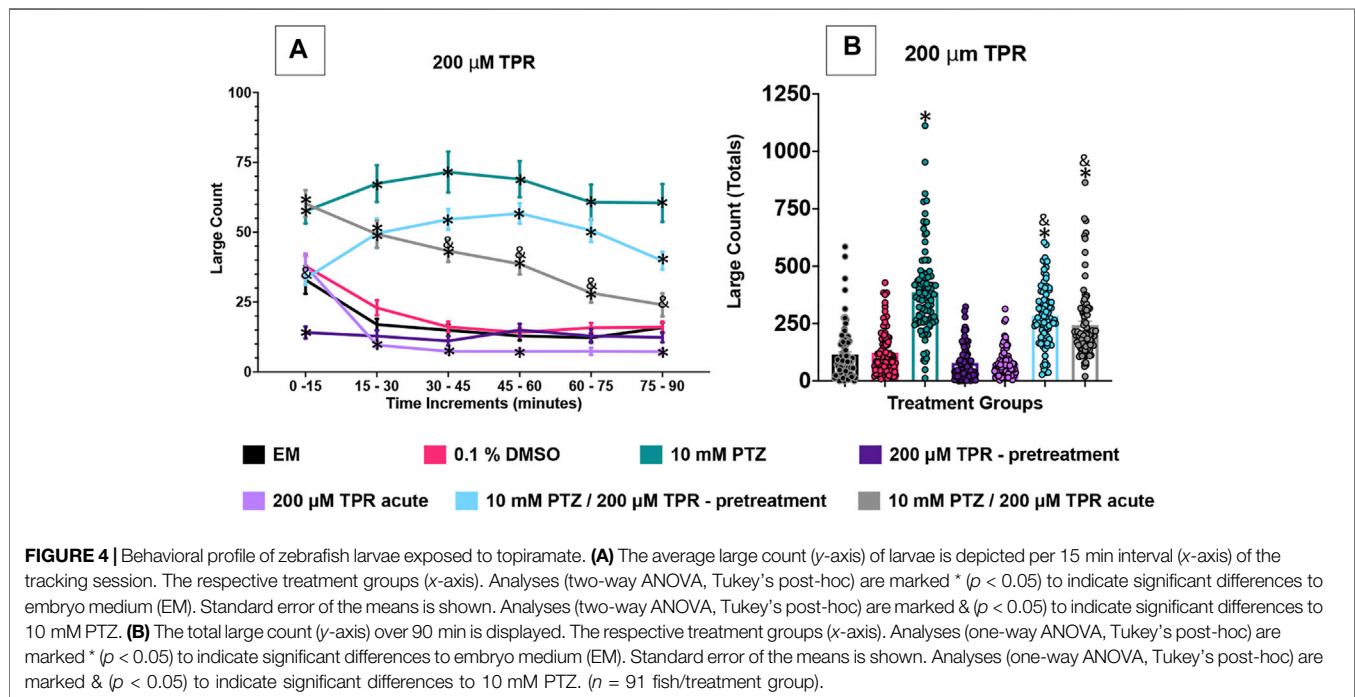 A
200 μM TPR
Large Count
100
75
50
25
0
0 -15
15 - 30
30 - 45
45 - 60
60 - 75
75 - 90
Time Increments (minutes)
* * * * * *
* * * * *
* * & * & * & * & *
&
* * * *
B
200 μm TPR
Large Count (Totals)
1250
1000
750
500
250
0
*
&
*
&
*
Treatment Groups
EM
0.1 % DMSO
10 mM PTZ
200 μM TPR - pretreatment
200 μM TPR acute
10 mM PTZ / 200 μM TPR - pretreatment
10 mM PTZ / 200 μM TPR acute
FIGURE 4 | Behavioral profile of zebrafish larvae exposed to topiramate. (A) The average large count (y-axis) of larvae is depicted per 15 min interval (x-axis) of the
tracking session. The respective treatment groups (x-axis). Analyses (two-way ANOVA, Tukey's post-hoc) are marked * (p < 0.05) to indicate significant differences to
embryo medium (EM). Standard error of the means is shown. Analyses (two-way ANOVA, Tukey's post-hoc) are marked & (p < 0.05) to indicate significant differences to
10 mM PTZ. (B) The total large count (y-axis) over 90 min is displayed. The respective treatment groups (x-axis). Analyses (one-way ANOVA, Tukey's post-hoc) are
marked * (p < 0.05) to indicate significant differences to embryo medium (EM). Standard error of the means is shown. Analyses (one-way ANOVA, Tukey's post-hoc) are
marked & (p < 0.05) to indicate significant differences to 10 mM PTZ. (n = 91 fish/treatment group).